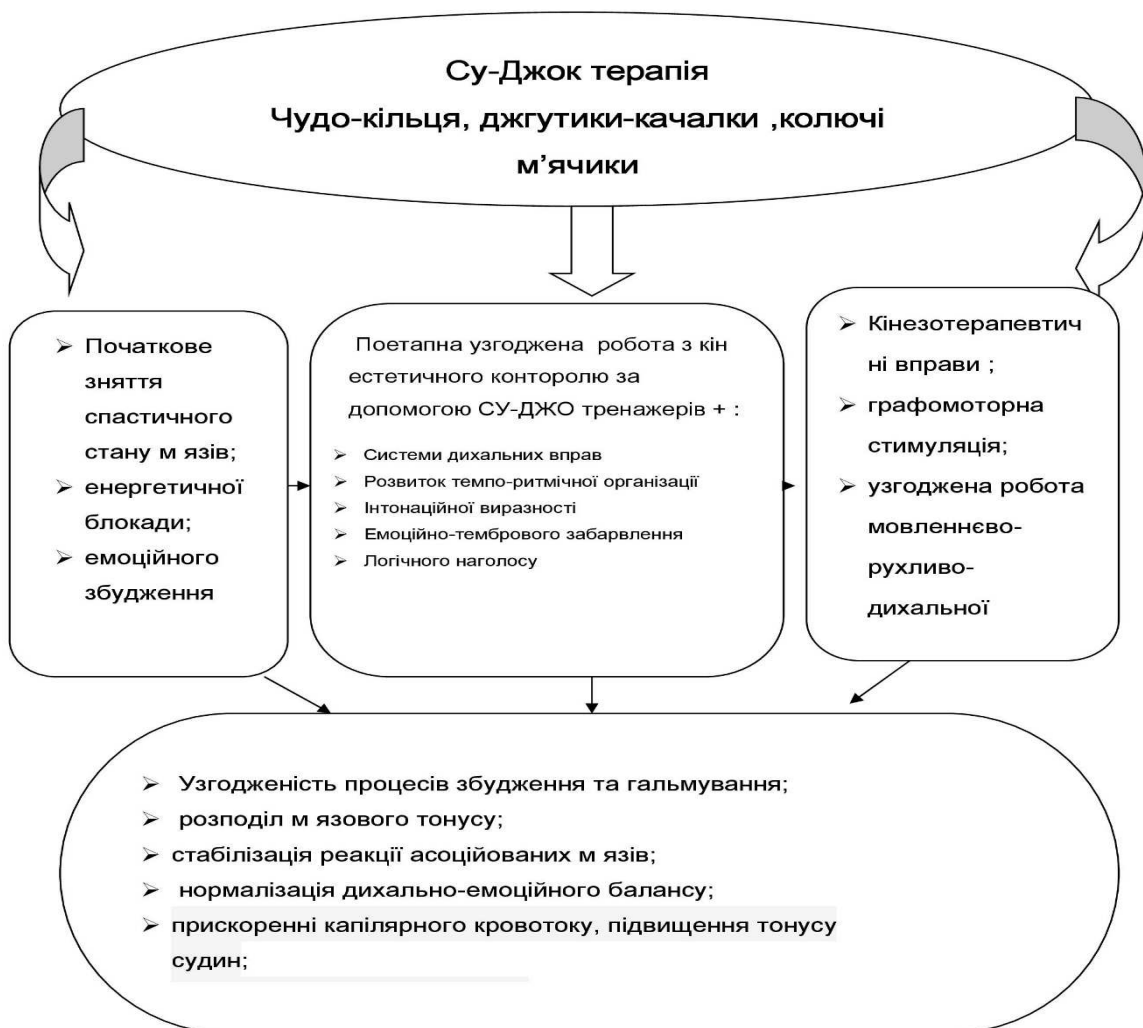 Су-Джок терапія
Чудо-кільця, джгутики-качалки ,колючі
м’ячики
➢ Початкове
зняття
спастичного
стану м язів;
➢ енергетичної
блокади;
➢ емоційного
збудження
Поетапна узгоджена робота з кін
естетичного конторолю за
допомогою СУ-ДЖО тренажерів + :
➢ Системи дихальних вправ
➢ Розвиток темпо-ритмічної організації
➢ Інтонаційної виразності
➢ Емоційно-тембрового забарвлення
➢ Логічного наголосу
➢ Кінезотерапевтич
ні вправи ;
➢ графомоторна
стимуляція;
➢ узгоджена робота
мовленнєво-
рухливо-
дихальної
➢ Узгодженість процесів збудження та гальмування;
➢ розподіл м язового тонусу;
➢ стабілізація реакції асоційованих м язів;
➢ нормалізація дихально-емоційного балансу;
➢ прискоренні капілярного кровотоку, підвищення тонусу
судин;